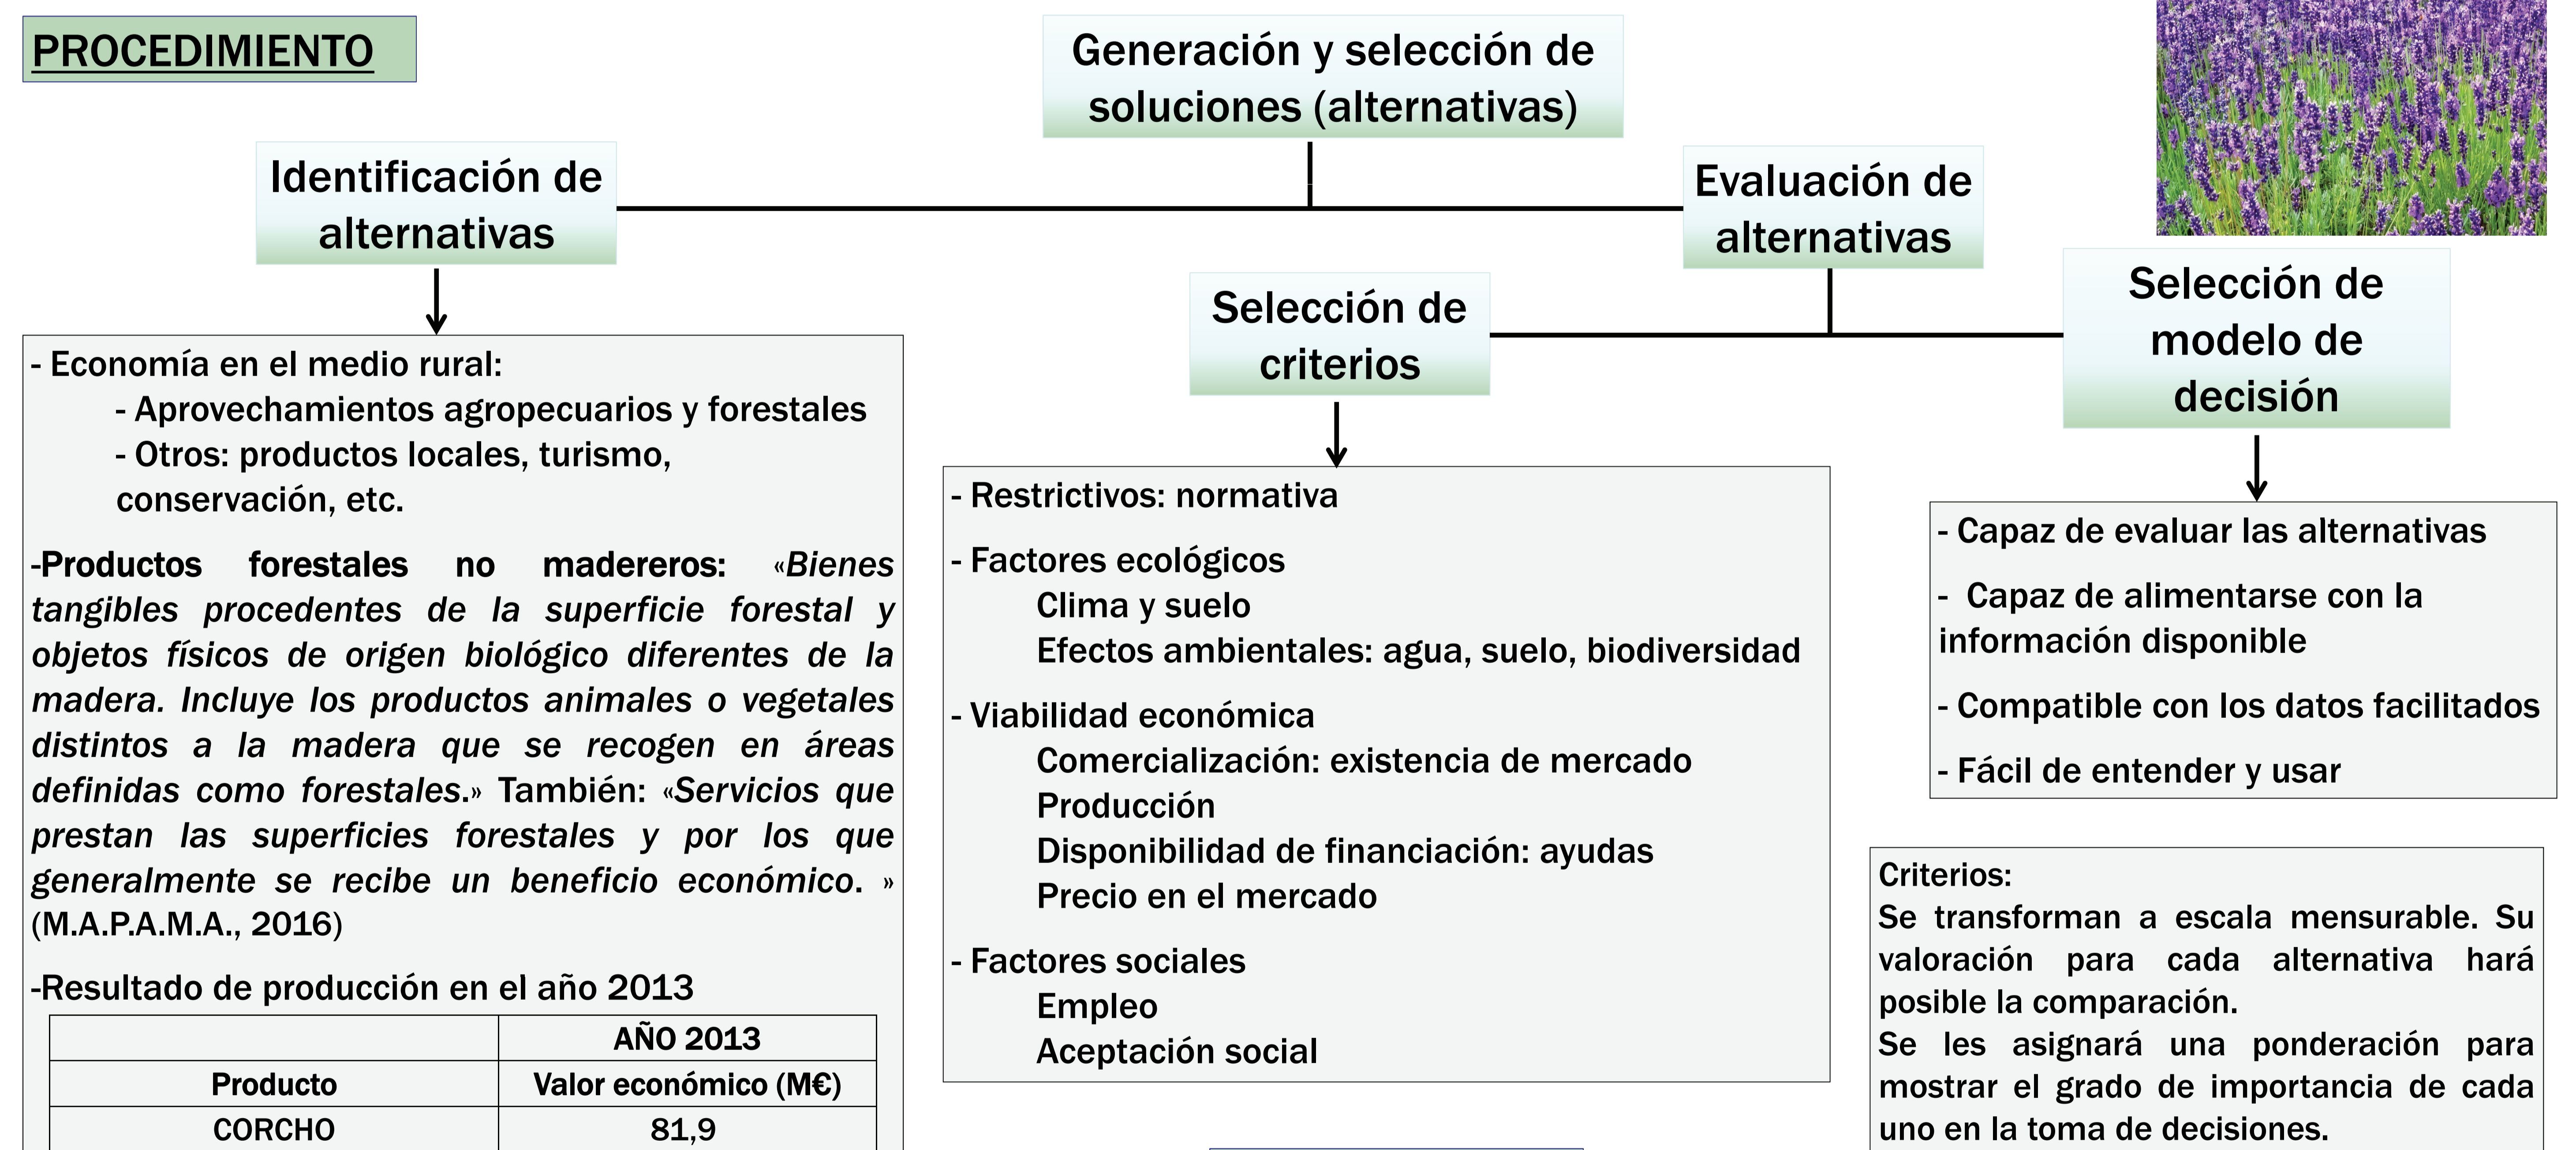 PROCEDIMIENTO
Generación y selección de
soluciones (alternativas)
Identificación de
alternativas
Evaluación de
alternativas
Selección de
criterios
Selección de
modelo de
decisión
- Economía en el medio rural:
- Aprovechamientos agropecuarios y forestales
- Otros: productos locales, turismo,
conservación, etc.
-Productos forestales no madereros: «Bienes
tangibles procedentes de la superficie forestal y
objetos físicos de origen biológico diferentes de la
madera. Incluye los productos animales o vegetales
distintos a la madera que se recogen en áreas
definidas como forestales.» También: «Servicios que
prestan las superficies forestales y por los que
generalmente se recibe un beneficio económico. »
(M.A.P.A.M.A., 2016)
-Resultado de producción en el año 2013
AÑO 2013
Producto Valor económico (M€)
CORCHO 81,9
- Restrictivos: normativa
- Factores ecológicos
Clima y suelo
Efectos ambientales: agua, suelo, biodiversidad
- Viabilidad económica
Comercialización: existencia de mercado
Producción
Disponibilidad de financiación: ayudas
Precio en el mercado
- Factores sociales
Empleo
Aceptación social
- Capaz de evaluar las alternativas
- Capaz de alimentarse con la
información disponible
- Compatible con los datos facilitados
- Fácil de entender y usar
Criterios:
Se transforman a escala mensurable. Su
valoración para cada alternativa hará
posible la comparación.
Se les asignará una ponderación para
mostrar el grado de importancia de cada
uno en la toma de decisiones.